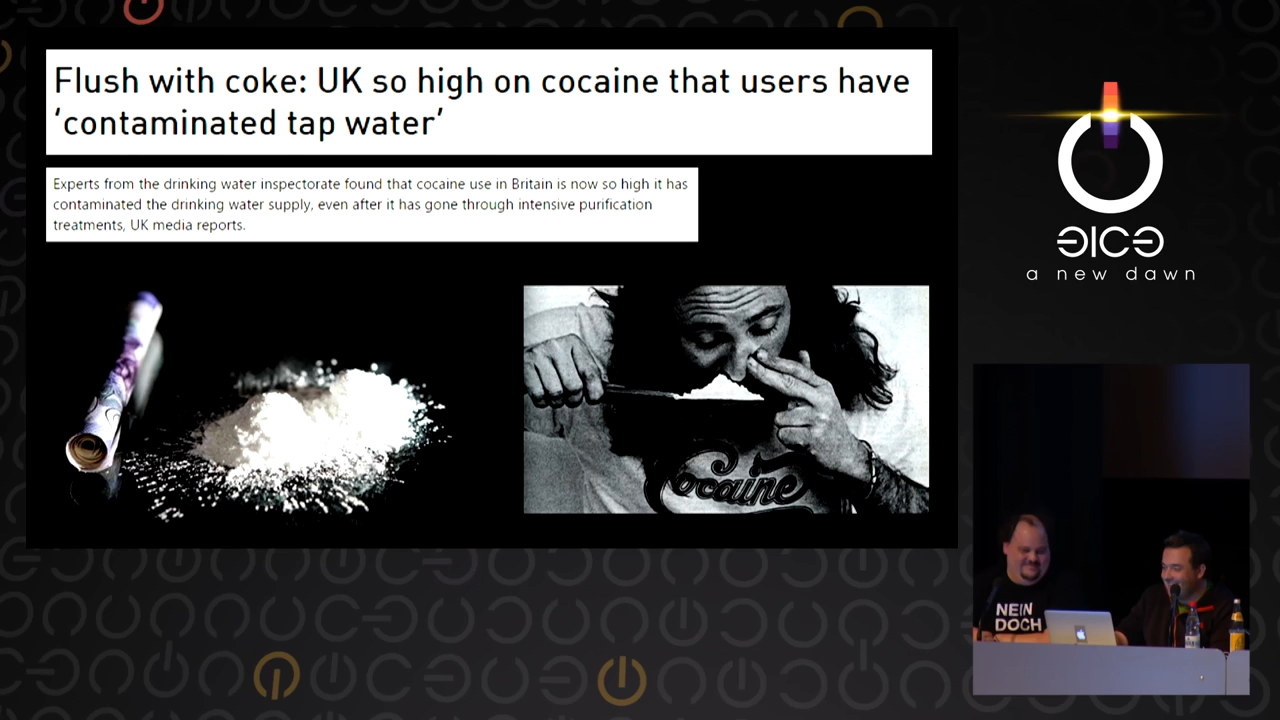 Flush with coke: UK so high on cocaine that users have
‘contaminated tap water’
Experts from the drinking water inspectorate found that cocaine use in Britain is now so high it has
contaminated the drinking water supply, even after it has gone through intensive purification
treatments, UK media reports.
Cocaine
a new dawn
NEIN
DOCH